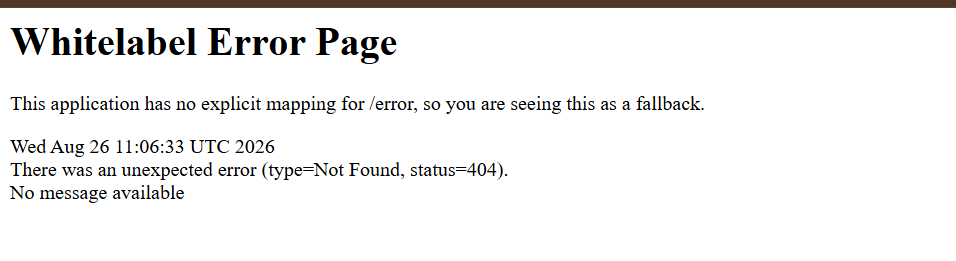 Whitelabel Error Page
This application has no explicit mapping for /error, so you are seeing this as a fallback.
Wed Aug 26 11:06:33 UTC 2026
There was an unexpected error (type=Not Found, status=404).
No message available